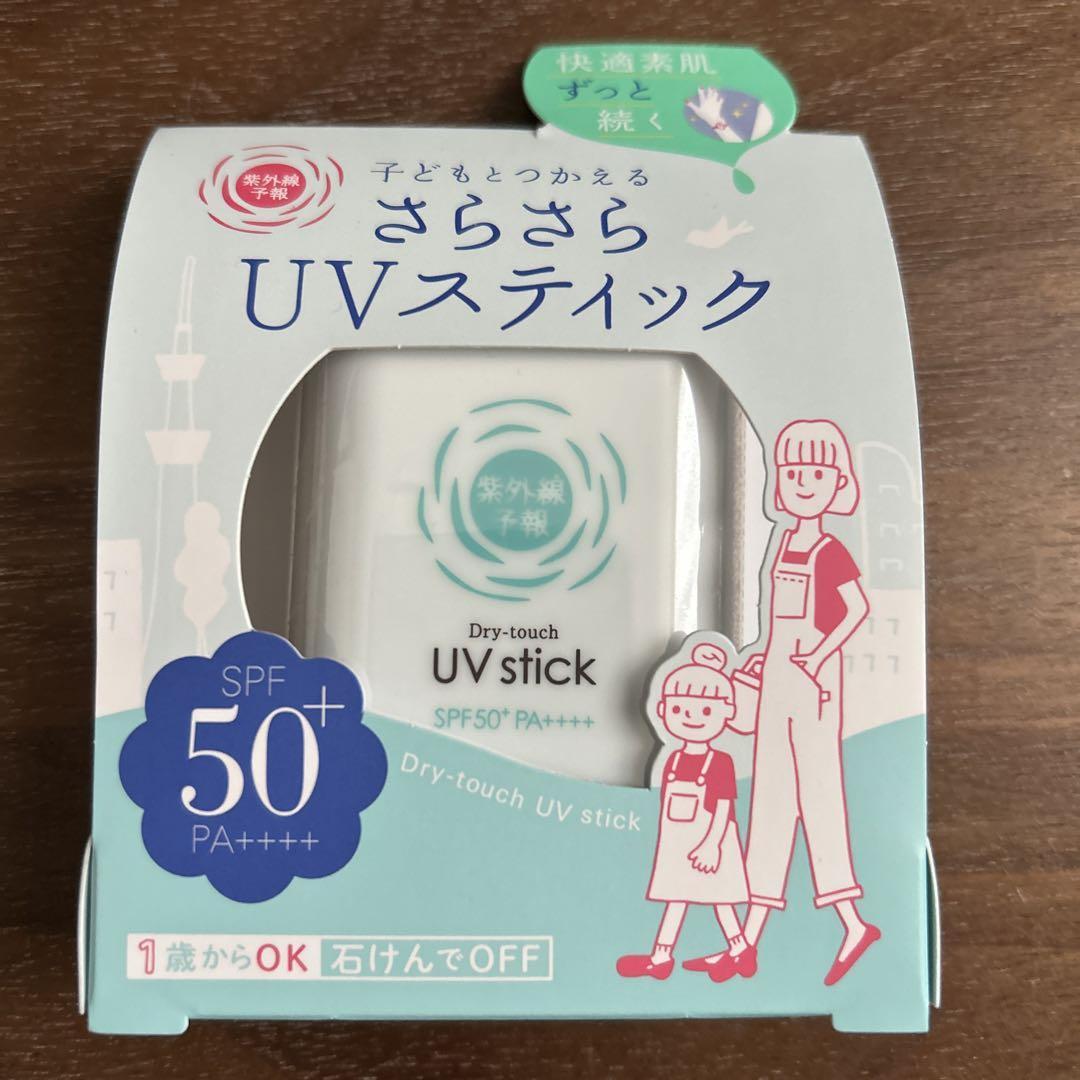 快適素肌
ずっと
続く
紫外線
予報
子どもとつかえる
さらさら
UVスティック
紫外線
予報
Dry-touch
UV stick
SPF50+ PA++++
SPF
50+
PA++++
Dry-touch UV stick
1歳からOK 石けんでOFF